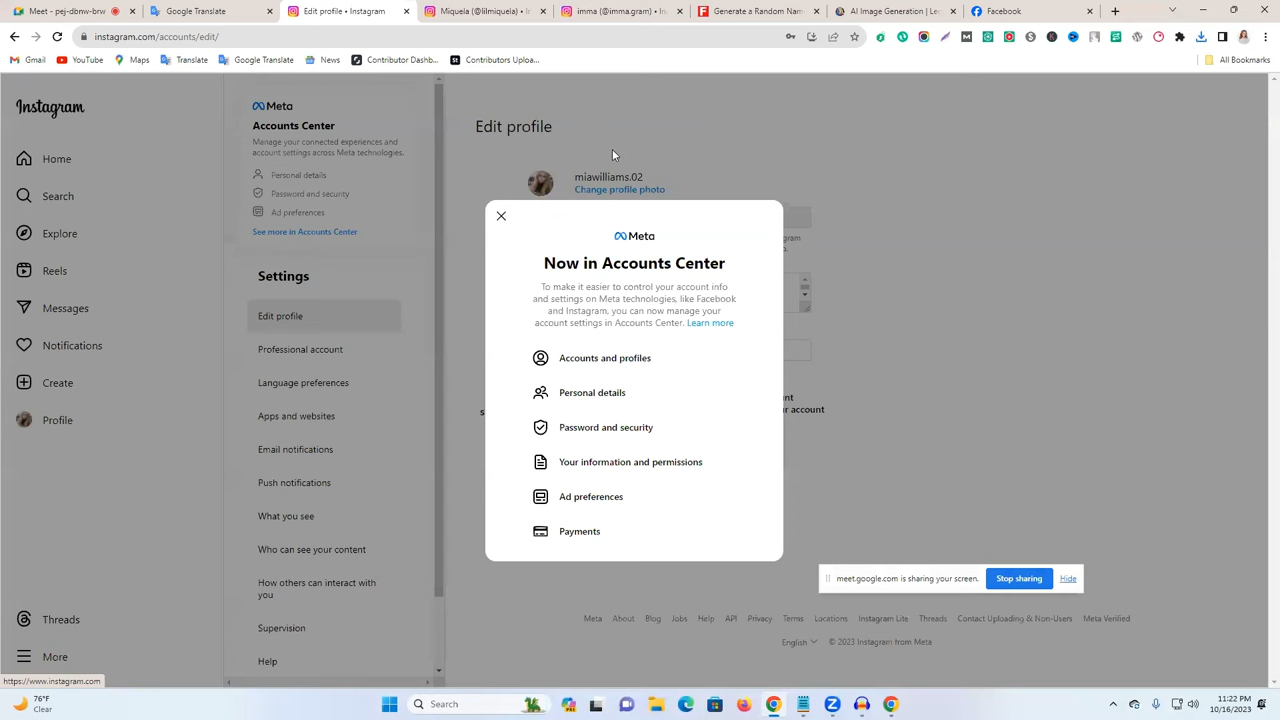 Meet - pejd-bnw-brw
Google Translate
Edit profile • Instagram
Miquela (@lilmiquela) • In
imma (@imma.gram) • In
Generate a Random Nam
AI Image Generation | Leo
Facebook
instagram.com/accounts/edit/
Gmail
YouTube
Maps
Translate
Google Translate
News
Contributor Dashb...
Contributors Uploa...
All Bookmarks
Instagram
Home
Search
Explore
Reels
Messages
Notifications
Create
Profile
Threads
More
https://www.instagram.com
Meta
Accounts Center
Manage your connected experiences and
account settings across Meta technologies.
Personal details
Password and security
Ad preferences
See more in Accounts Center
Settings
Edit profile
Professional account
Language preferences
Apps and websites
Email notifications
Push notifications
What you see
Who can see your content
How others can interact with
you
Supervision
Help
Edit profile
miawilliams.02
Change profile photo
Meta
Now in Accounts Center
To make it easier to control your account info
and settings on Meta technologies, like Facebook
and Instagram, you can now manage your
account settings in Accounts Center. Learn more
Accounts and profiles
Personal details
Password and security
Your information and permissions
Ad preferences
Payments
meet.google.com is sharing your screen.
Stop sharing
Hide
Meta About Blog Jobs Help API Privacy Terms Locations Instagram Lite Threads Contact Uploading & Non-Users Meta Verified
English © 2023 Instagram from Meta
76°F
Clear
Search
11:22 PM
10/16/2023